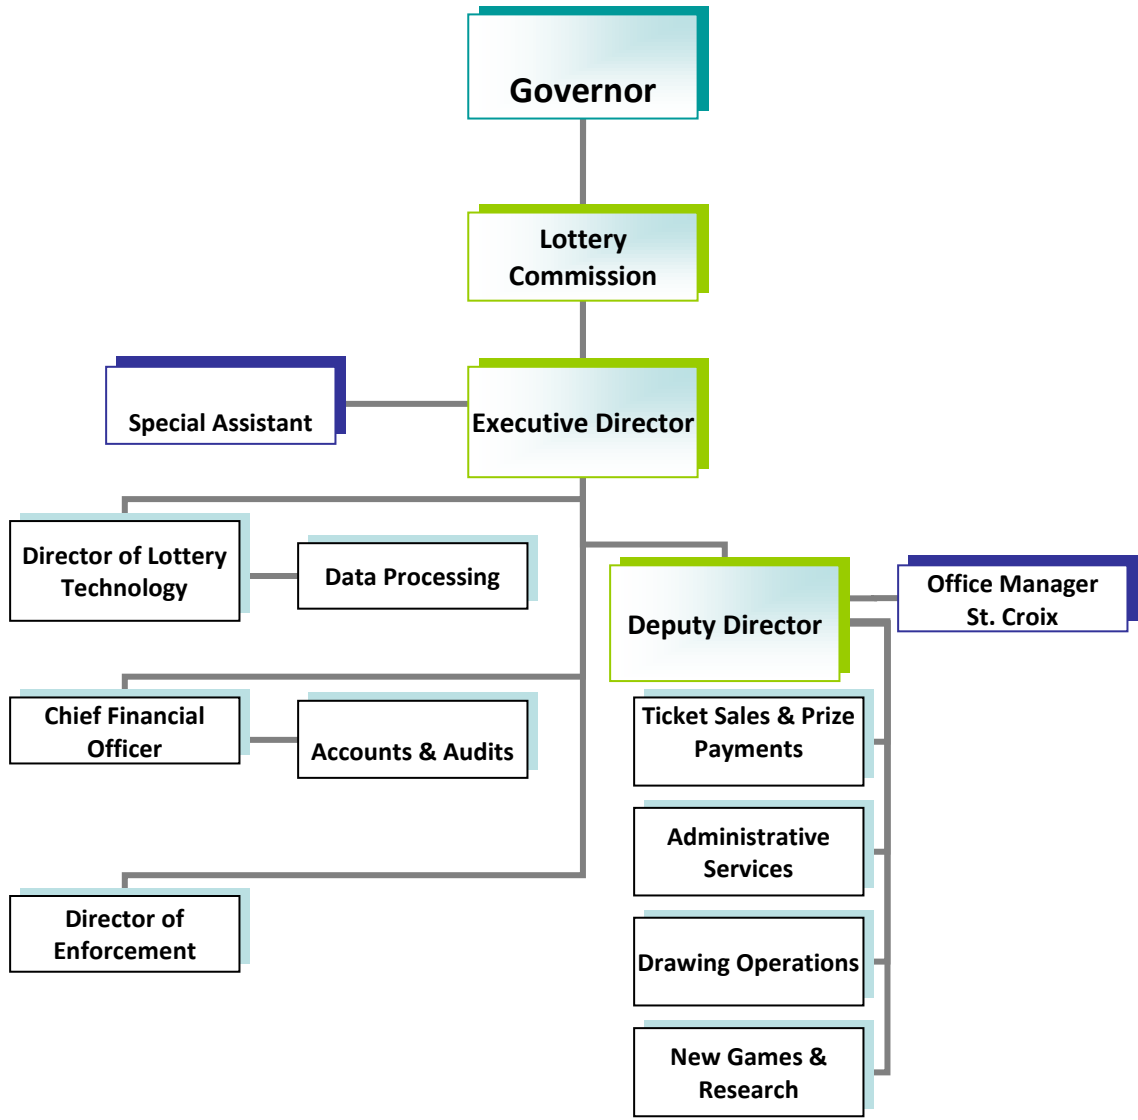 Governor
Lottery
Commission
Special Assistant
Executive Director
Director of Lottery
Technology
Data Processing
Deputy Director
Office Manager
St. Croix
Chief Financial
Officer
Accounts & Audits
Ticket Sales & Prize
Payments
Administrative
Services
Director of
Enforcement
Drawing Operations
New Games &
Research